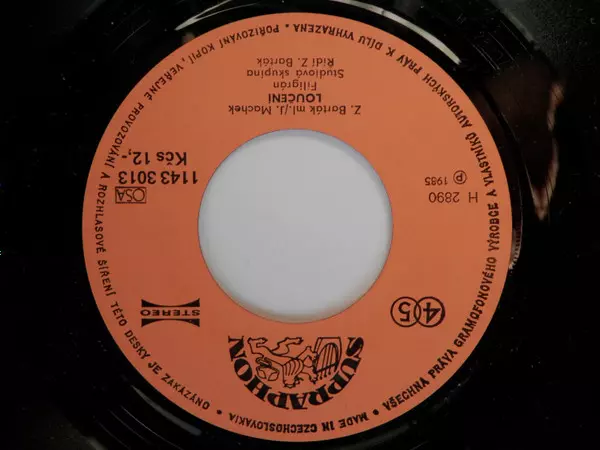 SUPRAPHON
STEREO
45
OSA
1143 3013
Kčs 12,-
H 2890
Ⓟ 1985
Z. Barták ml./J. Machek
LOUČENÍ
Filigrán
Studiová skupina
Řídí Z. Barták
• MADE IN CZECHOSLOVAKIA • VŠECHNA PRÁVA GRAMOFONOVÉHO VÝROBCE A VLASTNÍKŮ AUTORSKÝCH PRÁV K DÍLU VYHRAZENA. POŘIZOVÁNÍ KOPIÍ, VEŘEJNÉ PROVOZOVÁNÍ A ROZHLASOVÉ ŠÍŘENÍ TÉTO DESKY JE ZAKÁZÁNO